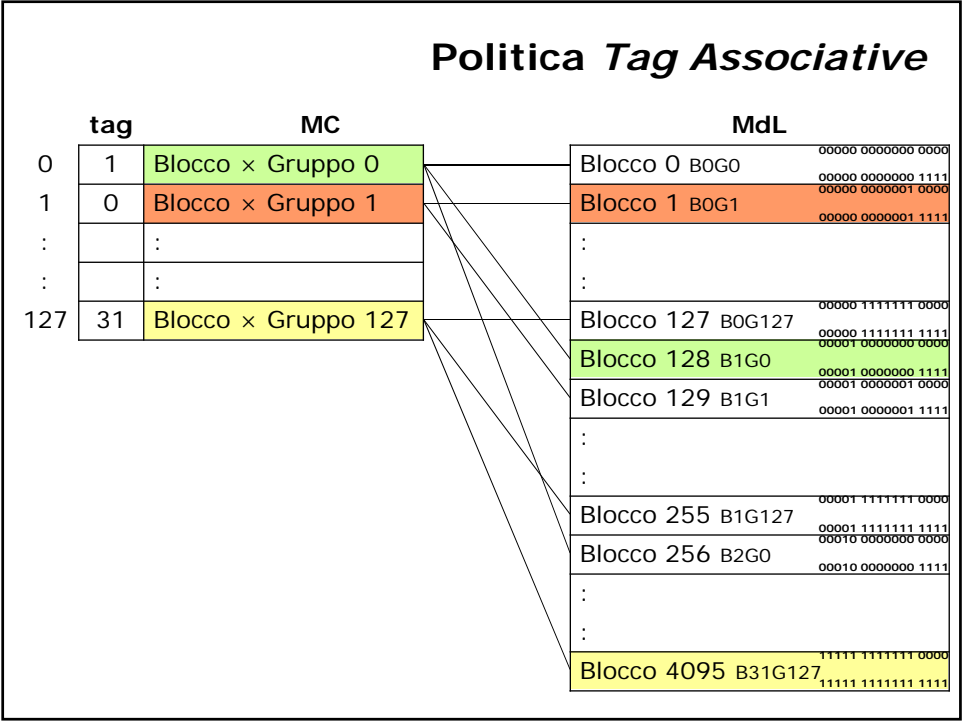 Politica Tag Associative
tag MC MdL
0 1 Blocco × Gruppo 0
1 0 Blocco × Gruppo 1
: :
: :
127 31 Blocco × Gruppo 127
Blocco 0 B0G0 00000 0000000 0000
00000 0000000 1111
Blocco 1 B0G1 00000 0000001 0000
00000 0000001 1111
:
:
Blocco 127 B0G127 00000 1111111 0000
00000 1111111 1111
Blocco 128 B1G0 00001 0000000 0000
00001 0000000 1111
Blocco 129 B1G1 00001 0000001 0000
00001 0000001 1111
:
:
Blocco 255 B1G127 00001 1111111 0000
00001 1111111 1111
Blocco 256 B2G0 00010 0000000 0000
00010 0000000 1111
:
:
Blocco 4095 B31G127 11111 1111111 0000
11111 1111111 1111